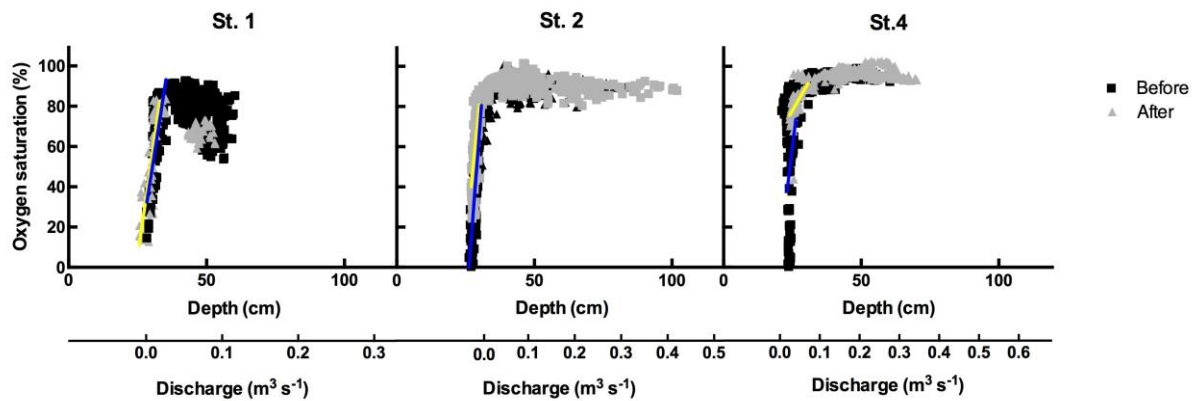 St. 1
St. 2
St.4
Oxygen saturation (%)
100
80
60
40
20
0
0 50 100
0 50 100
0 50 100
Depth (cm)
Depth (cm)
Depth (cm)
Before
After
0.0 0.1 0.2 0.3
0.0 0.1 0.2 0.3 0.4 0.5
0.0 0.1 0.2 0.3 0.4 0.5 0.6
Discharge (m³ s⁻¹)
Discharge (m³ s⁻¹)
Discharge (m³ s⁻¹)